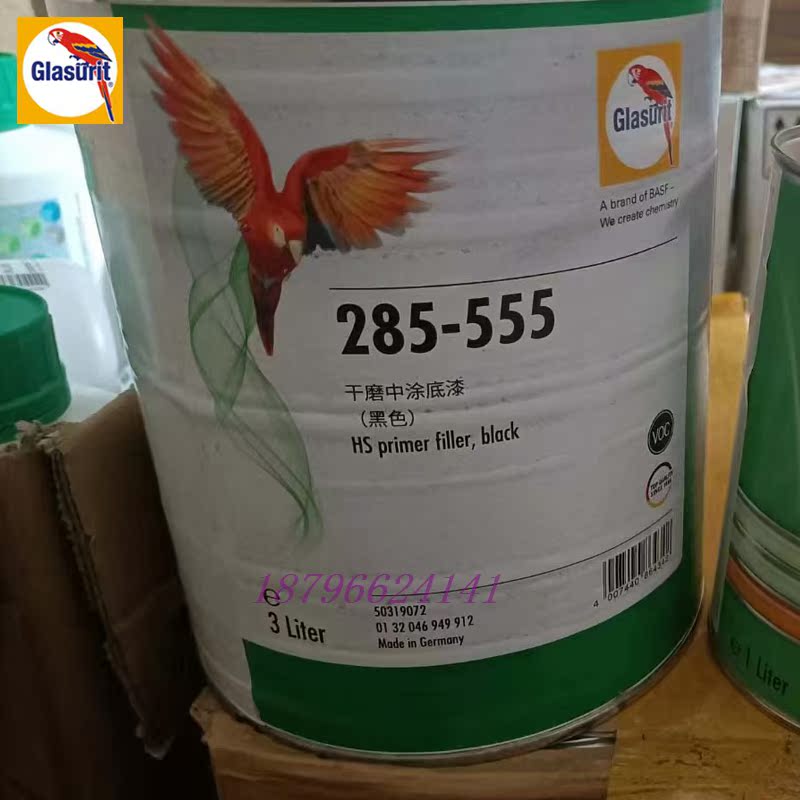 Glasurit
Glasurit
A brand of BASF –
We create chemistry
285-555
干磨中涂底漆
（黑色）
HS primer filler, black
VOC
18796624141
e
3 Liter
50319072
01 32 046 949 912
Made in Germany
e 1 Liter